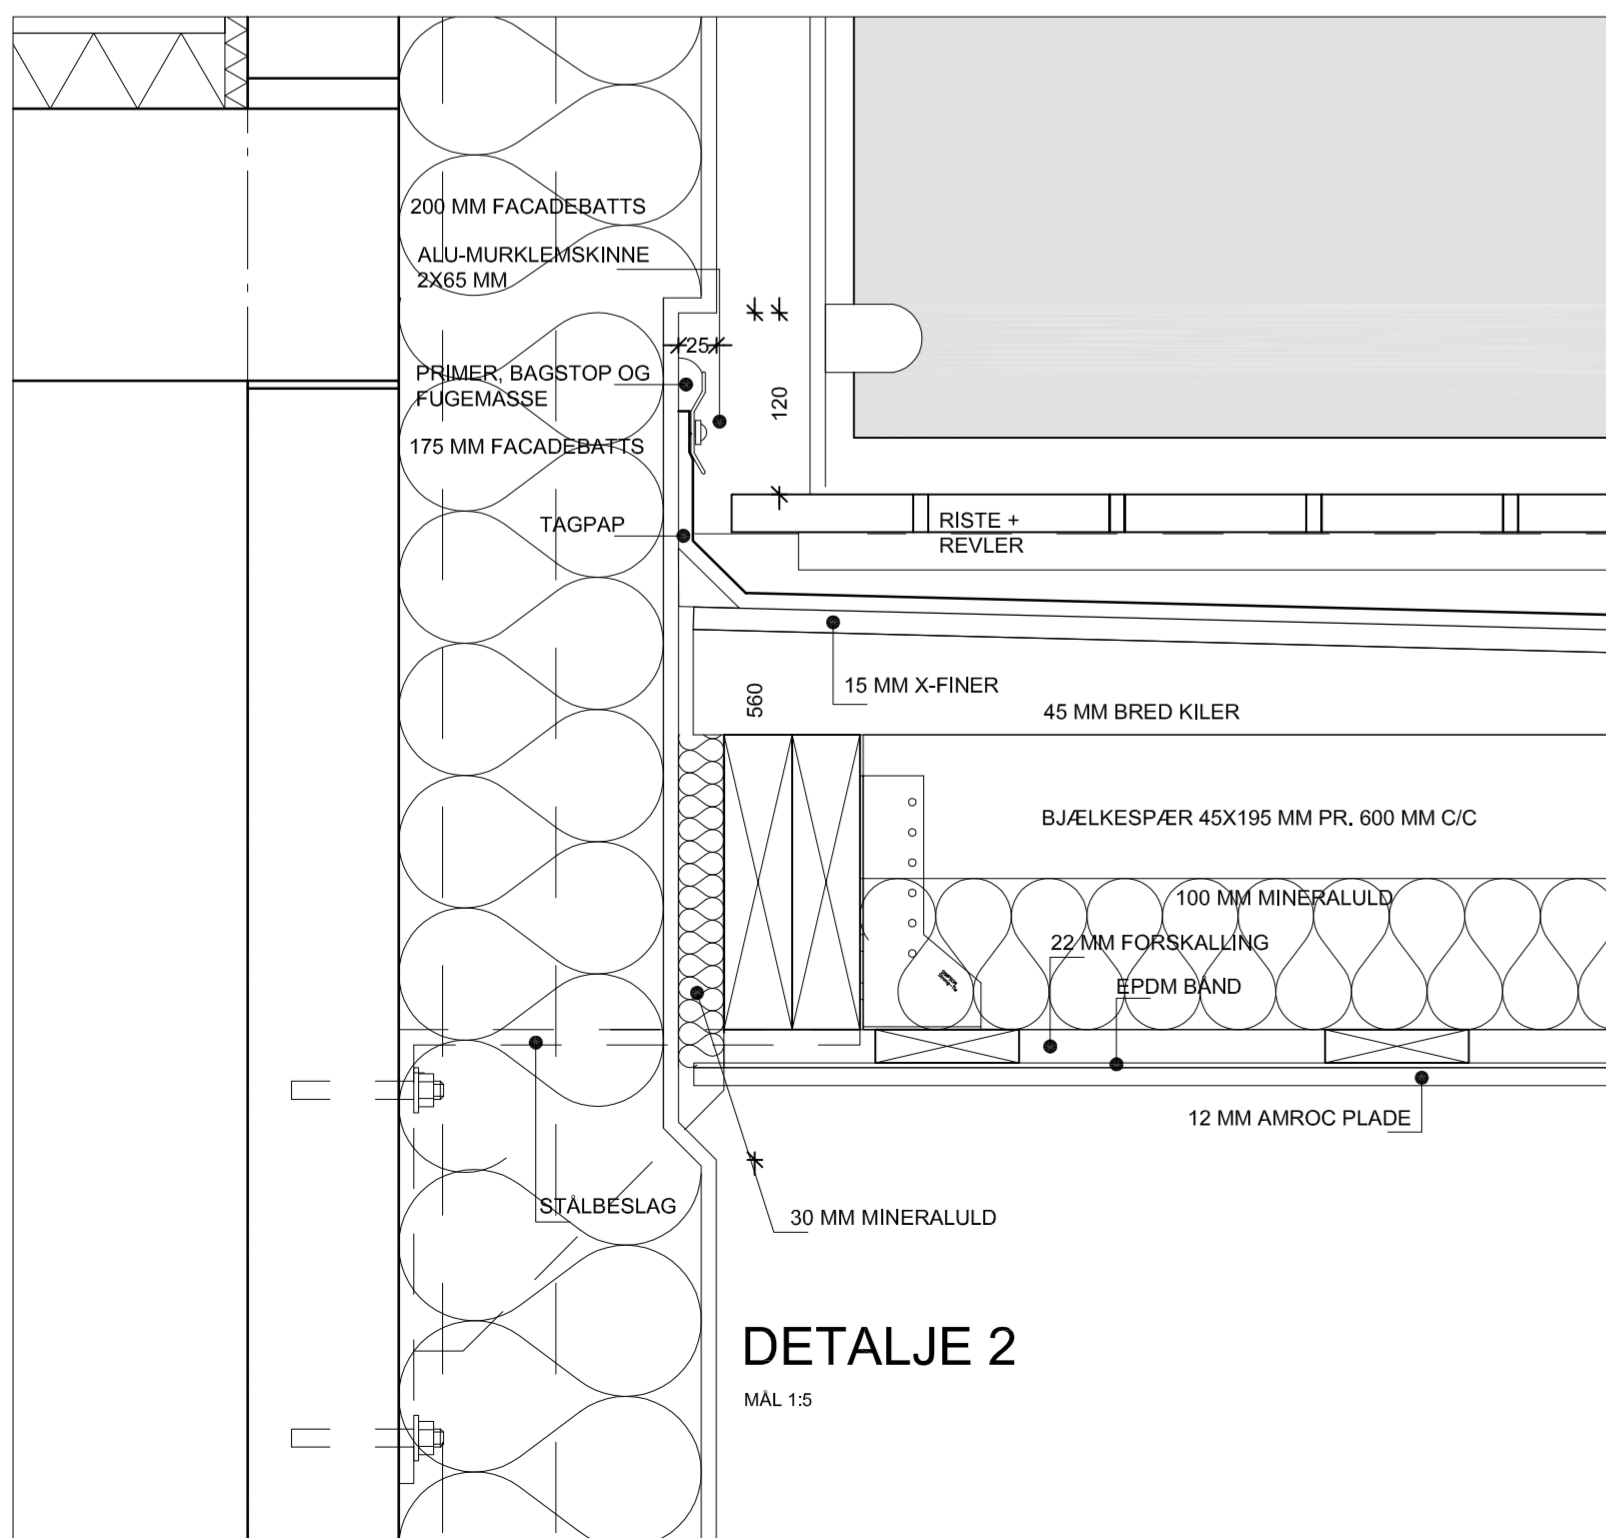 200 MM FACADEBATTS
ALU-MURKLEMSKINNE
2X65 MM
25
PRIMER, BAGSTOP OG
FUGEMASSE
120
175 MM FACADEBATTS
TAGPAP
RISTE +
REVLER
15 MM X-FINER
560
45 MM BRED KILER
BJÆLKESPÆR 45X195 MM PR. 600 MM C/C
100 MM MINERALULD
22 MM FORSKALLING
EPDM BÅND
12 MM AMROC PLADE
STÅLBESLAG
30 MM MINERALULD
DETALJE 2
MÅL 1:5